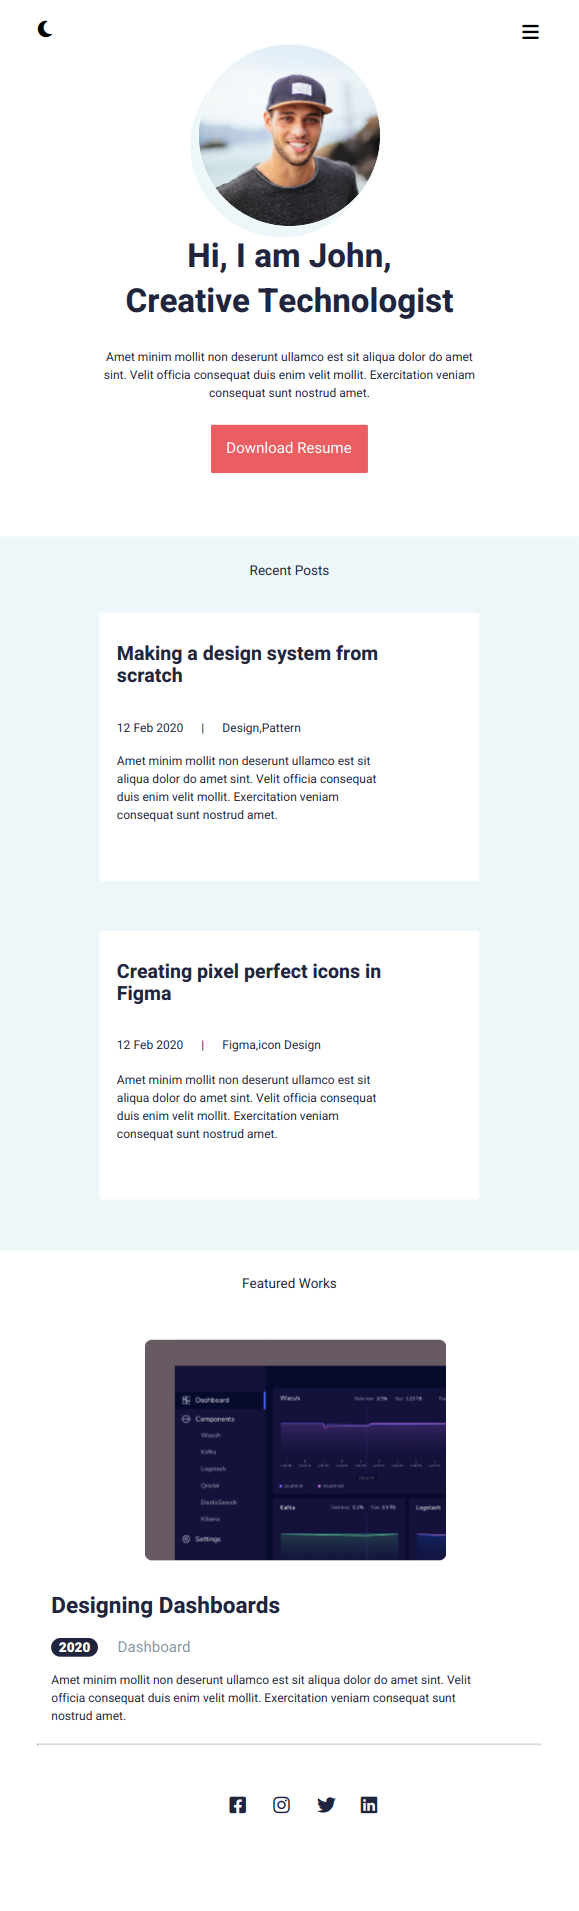 Hi, I am John,
Creative Technologist
Amet minim mollit non deserunt ullamco est sit aliqua dolor do amet
sint. Velit officia consequat duis enim velit mollit. Exercitation veniam
consequat sunt nostrud amet.
Download Resume
Recent Posts
Making a design system from
scratch
12 Feb 2020 | Design,Pattern
Amet minim mollit non deserunt ullamco est sit
aliqua dolor do amet sint. Velit officia consequat
duis enim velit mollit. Exercitation veniam
consequat sunt nostrud amet.
Creating pixel perfect icons in
Figma
12 Feb 2020 | Figma,icon Design
Amet minim mollit non deserunt ullamco est sit
aliqua dolor do amet sint. Velit officia consequat
duis enim velit mollit. Exercitation veniam
consequat sunt nostrud amet.
Featured Works
Dashboard
Components
Wazuh
Kafka
Logstash
Qradar
ElasticSearch
Kibana
Settings
Wazuh
Kafka
Logstash
Designing Dashboards
2020 Dashboard
Amet minim mollit non deserunt ullamco est sit aliqua dolor do amet sint. Velit
officia consequat duis enim velit mollit. Exercitation veniam consequat sunt
nostrud amet.